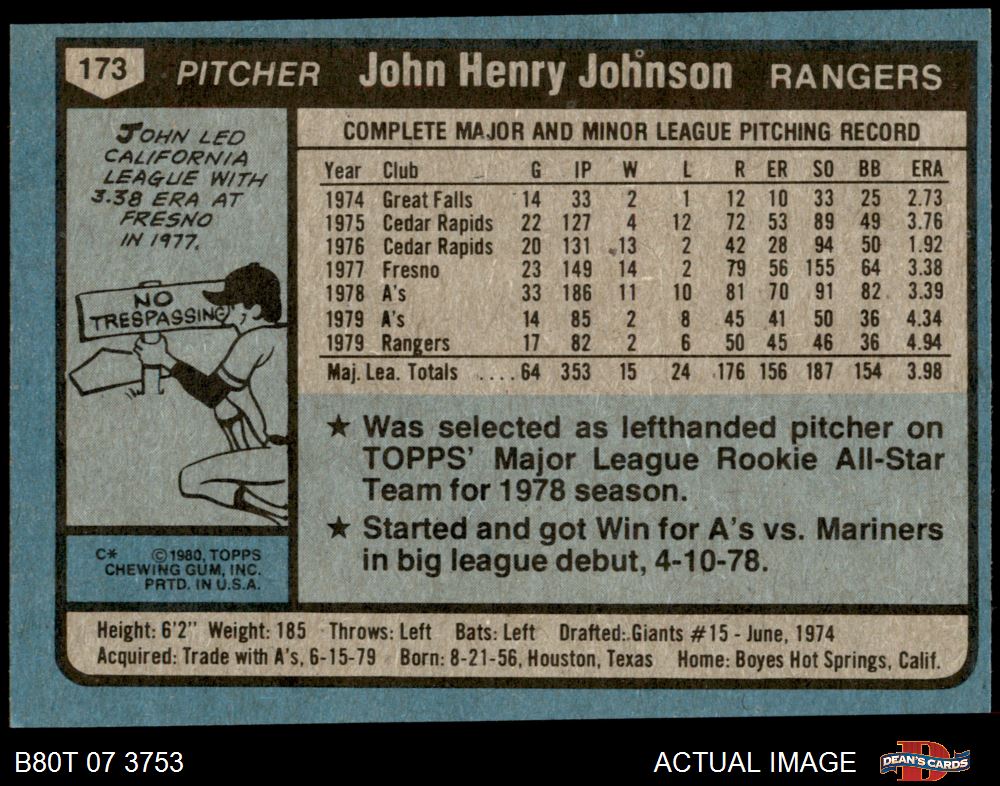 173 PITCHER John Henry Johnson RANGERS
JOHN LED
CALIFORNIA
LEAGUE WITH
3.38 ERA AT
FRESNO
IN 1977.
NO
TRESPASSING
C* ©1980, TOPPS
CHEWING GUM, INC.
PRTD. IN U.S.A.
COMPLETE MAJOR AND MINOR LEAGUE PITCHING RECORD
Year Club G IP W L R ER SO BB ERA
1974 Great Falls 14 33 2 1 12 10 33 25 2.73
1975 Cedar Rapids 22 127 4 12 72 53 89 49 3.76
1976 Cedar Rapids 20 131 13 2 42 28 94 50 1.92
1977 Fresno 23 149 14 2 79 56 155 64 3.38
1978 A's 33 186 11 10 81 70 91 82 3.39
1979 A's 14 85 2 8 45 41 50 36 4.34
1979 Rangers 17 82 2 6 50 45 46 36 4.94
Maj. Lea. Totals ....64 353 15 24 176 156 187 154 3.98
★ Was selected as lefthanded pitcher on
TOPPS' Major League Rookie All-Star
Team for 1978 season.
★ Started and got Win for A's vs. Mariners
in big league debut, 4-10-78.
Height: 6'2" Weight: 185 Throws: Left Bats: Left Drafted: Giants #15 - June, 1974
Acquired: Trade with A's, 6-15-79 Born: 8-21-56, Houston, Texas Home: Boyes Hot Springs, Calif.
B80T 07 3753 ACTUAL IMAGE DEAN'S CARDS